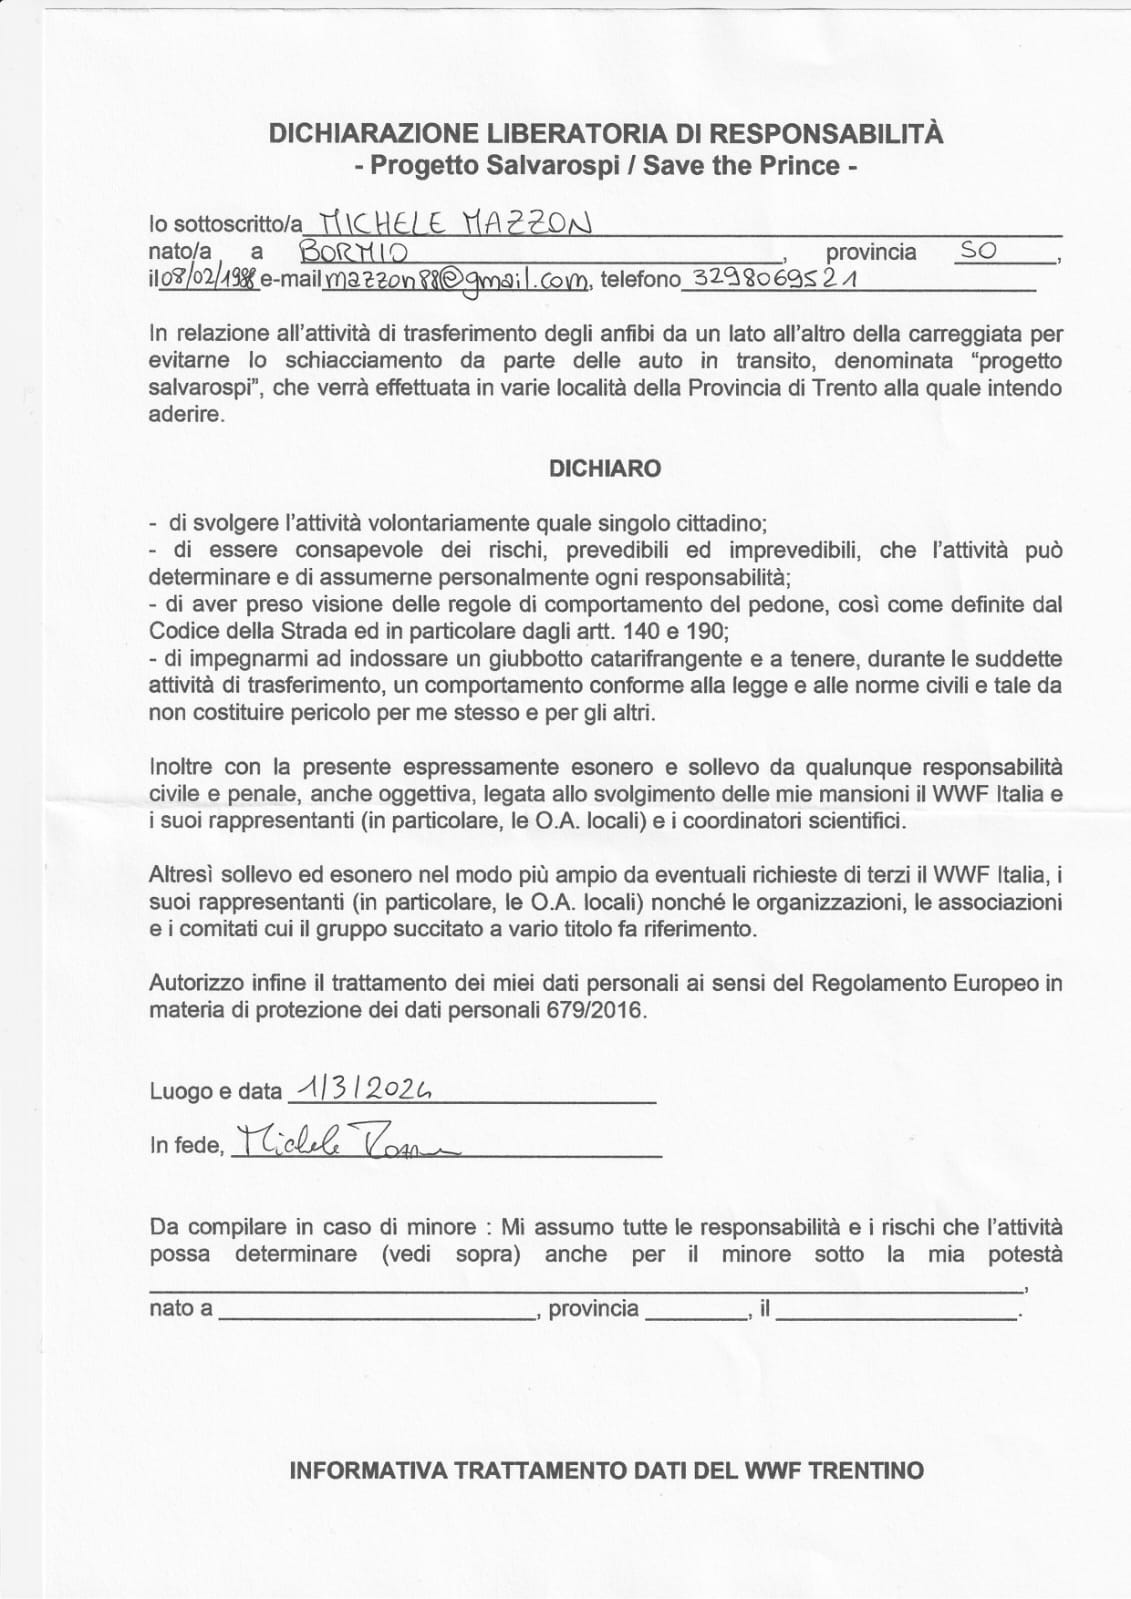 DICHIARAZIONE LIBERATORIA DI RESPONSABILITÀ
- Progetto Salvarospi / Save the Prince -
Io sottoscritto/a MICHELE MAZZON
nato/a a BORMIO, provincia SO,
il 08/02/1988 e-mail mazzon88@gmail.com, telefono 3298069521
In relazione all'attività di trasferimento degli anfibi da un lato all'altro della carreggiata per
evitarne lo schiacciamento da parte delle auto in transito, denominata “progetto
salvarospi”, che verrà effettuata in varie località della Provincia di Trento alla quale intendo
aderire.
DICHIARO
- di svolgere l'attività volontariamente quale singolo cittadino;
- di essere consapevole dei rischi, prevedibili ed imprevedibili, che l'attività può
determinare e di assumerne personalmente ogni responsabilità;
- di aver preso visione delle regole di comportamento del pedone, così come definite dal
Codice della Strada ed in particolare dagli artt. 140 e 190;
- di impegnarmi ad indossare un giubbotto catarifrangente e a tenere, durante le suddette
attività di trasferimento, un comportamento conforme alla legge e alle norme civili e tale da
non costituire pericolo per me stesso e per gli altri.
Inoltre con la presente espressamente esonero e sollevo da qualunque responsabilità
civile e penale, anche oggettiva, legata allo svolgimento delle mie mansioni il WWF Italia e
i suoi rappresentanti (in particolare, le O.A. locali) e i coordinatori scientifici.
Altresì sollevo ed esonero nel modo più ampio da eventuali richieste di terzi il WWF Italia, i
suoi rappresentanti (in particolare, le O.A. locali) nonché le organizzazioni, le associazioni
e i comitati cui il gruppo succitato a vario titolo fa riferimento.
Autorizzo infine il trattamento dei miei dati personali ai sensi del Regolamento Europeo in
materia di protezione dei dati personali 679/2016.
Luogo e data 1/3/2024
In fede, Michele
Da compilare in caso di minore : Mi assumo tutte le responsabilità e i rischi che l'attività
possa determinare (vedi sopra) anche per il minore sotto la mia potestà
,
nato a , provincia , il .
INFORMATIVA TRATTAMENTO DATI DEL WWF TRENTINO